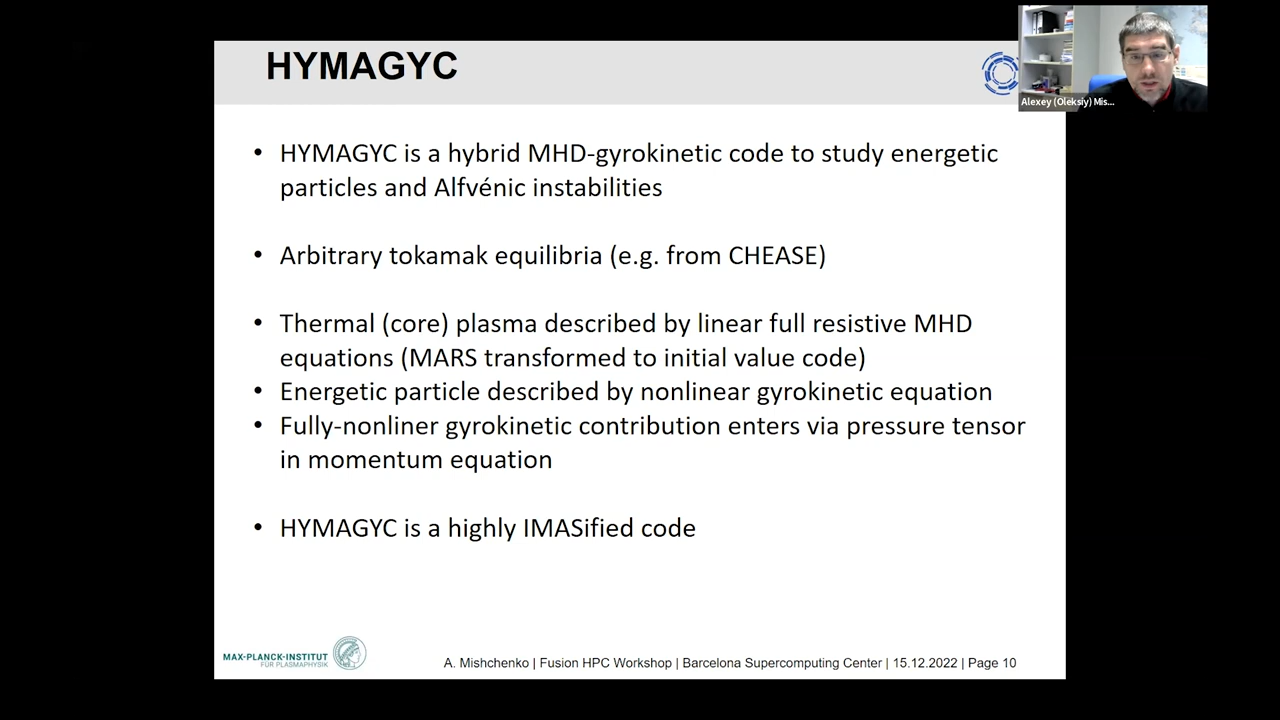 HYMAGYC
Alexey (Oleksiy) Mis...
• HYMAGYC is a hybrid MHD-gyrokinetic code to study energetic
particles and Alfvénic instabilities
• Arbitrary tokamak equilibria (e.g. from CHEASE)
• Thermal (core) plasma described by linear full resistive MHD
equations (MARS transformed to initial value code)
• Energetic particle described by nonlinear gyrokinetic equation
• Fully-nonliner gyrokinetic contribution enters via pressure tensor
in momentum equation
• HYMAGYC is a highly IMASified code
MAX-PLANCK-INSTITUT
FÜR PLASMAPHYSIK
A. Mishchenko | Fusion HPC Workshop | Barcelona Supercomputing Center | 15.12.2022 | Page 10